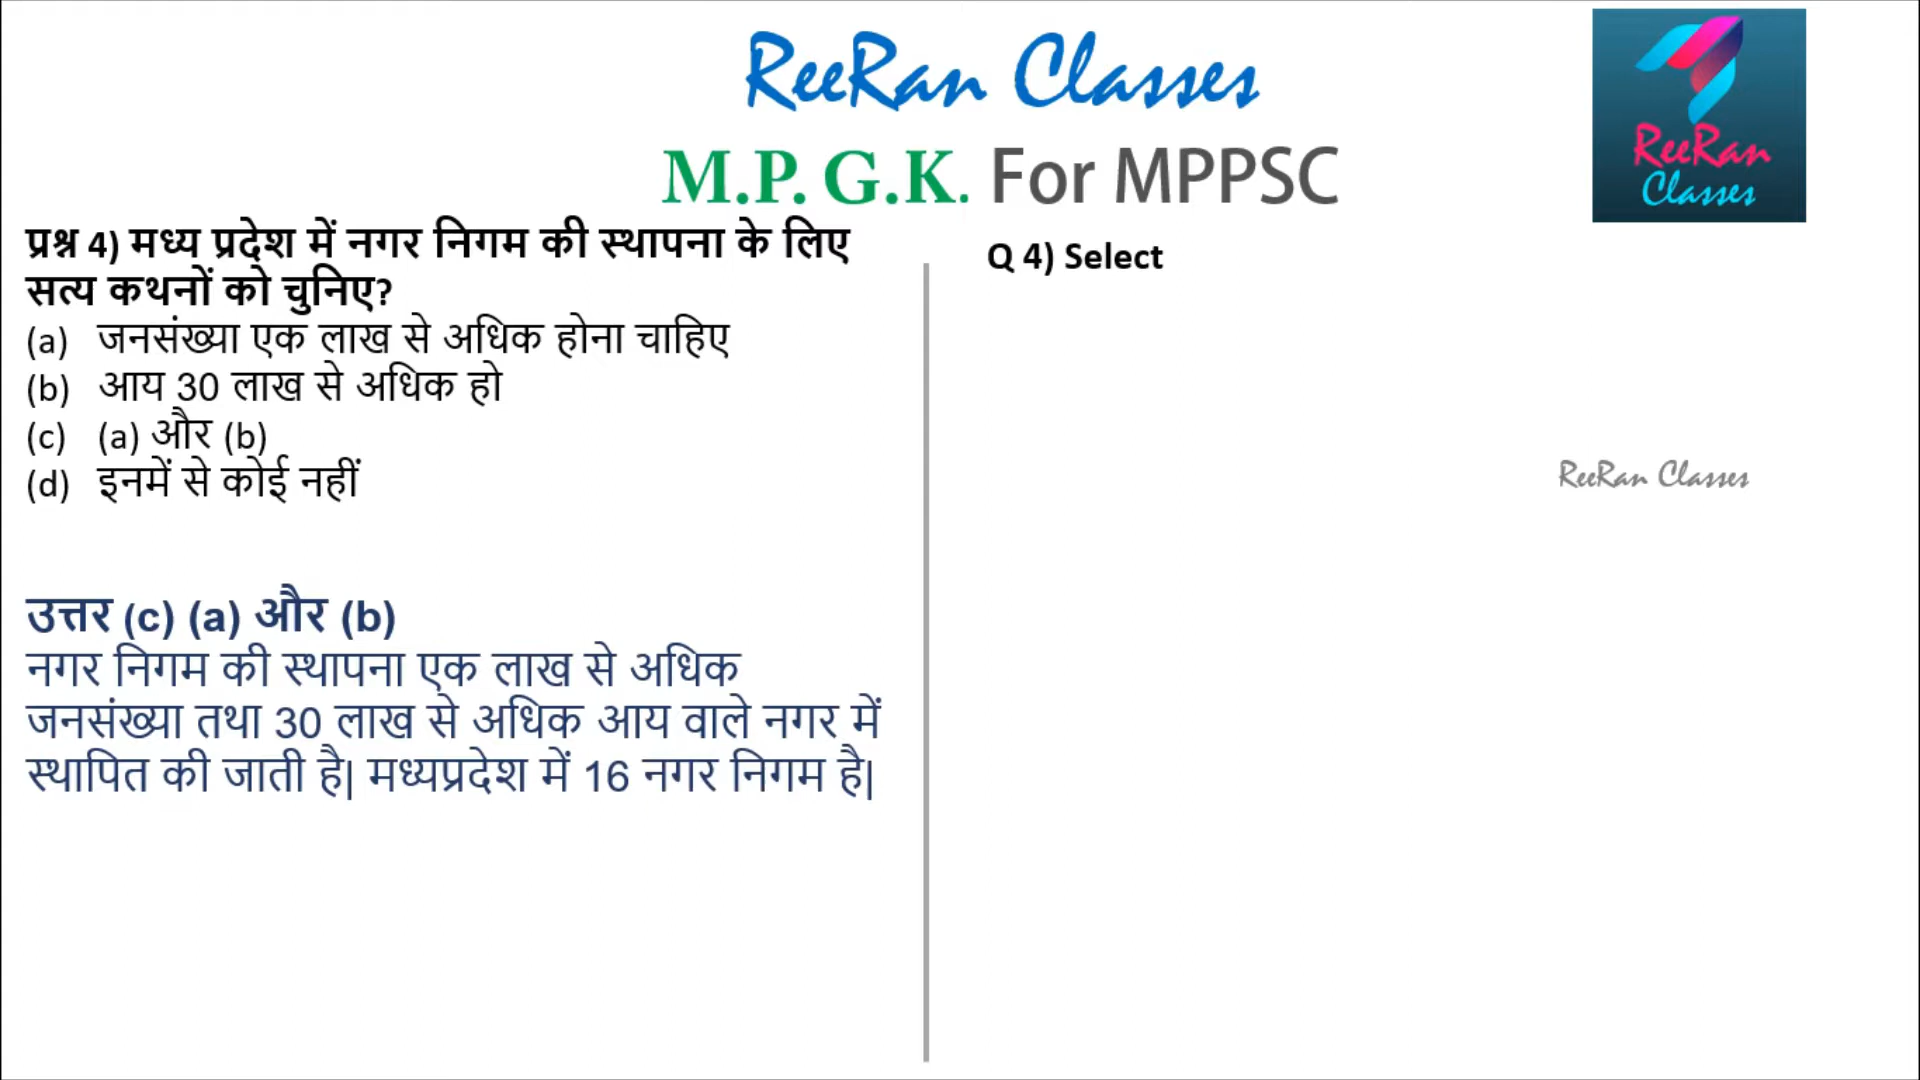 ReeRan Classes
M.P. G.K. For MPPSC
ReeRan
Classes
प्रश्न 4) मध्य प्रदेश में नगर निगम की स्थापना के लिए
सत्य कथनों को चुनिए?
(a) जनसंख्या एक लाख से अधिक होना चाहिए
(b) आय 30 लाख से अधिक हो
(c) (a) और (b)
(d) इनमें से कोई नहीं
उत्तर (c) (a) और (b)
नगर निगम की स्थापना एक लाख से अधिक
जनसंख्या तथा 30 लाख से अधिक आय वाले नगर में
स्थापित की जाती है| मध्यप्रदेश में 16 नगर निगम है|
Q 4) Select
ReeRan Classes